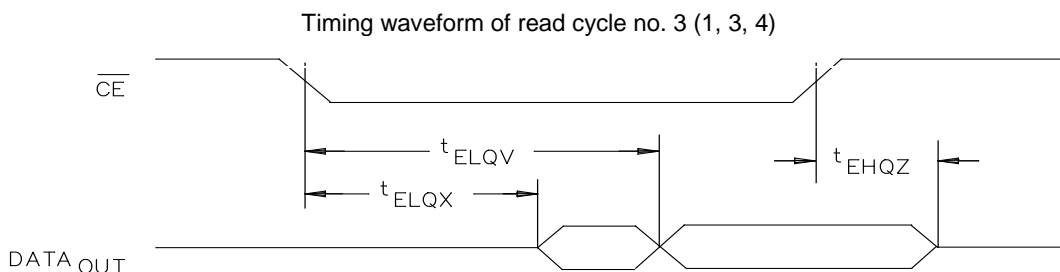 Timing waveform of read cycle no. 3 (1, 3, 4)
CE
tELQV
tEHQZ
tELQX
DATA OUT